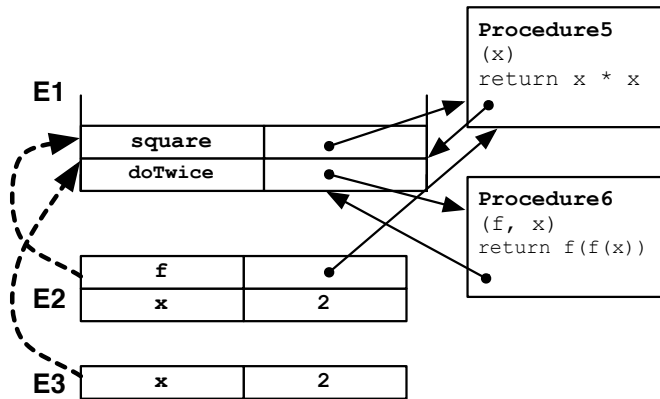 E1
square
doTwice
Procedure5
(x)
return x * x
Procedure6
(f, x)
return f(f(x))
E2
f
x 2
E3
x 2